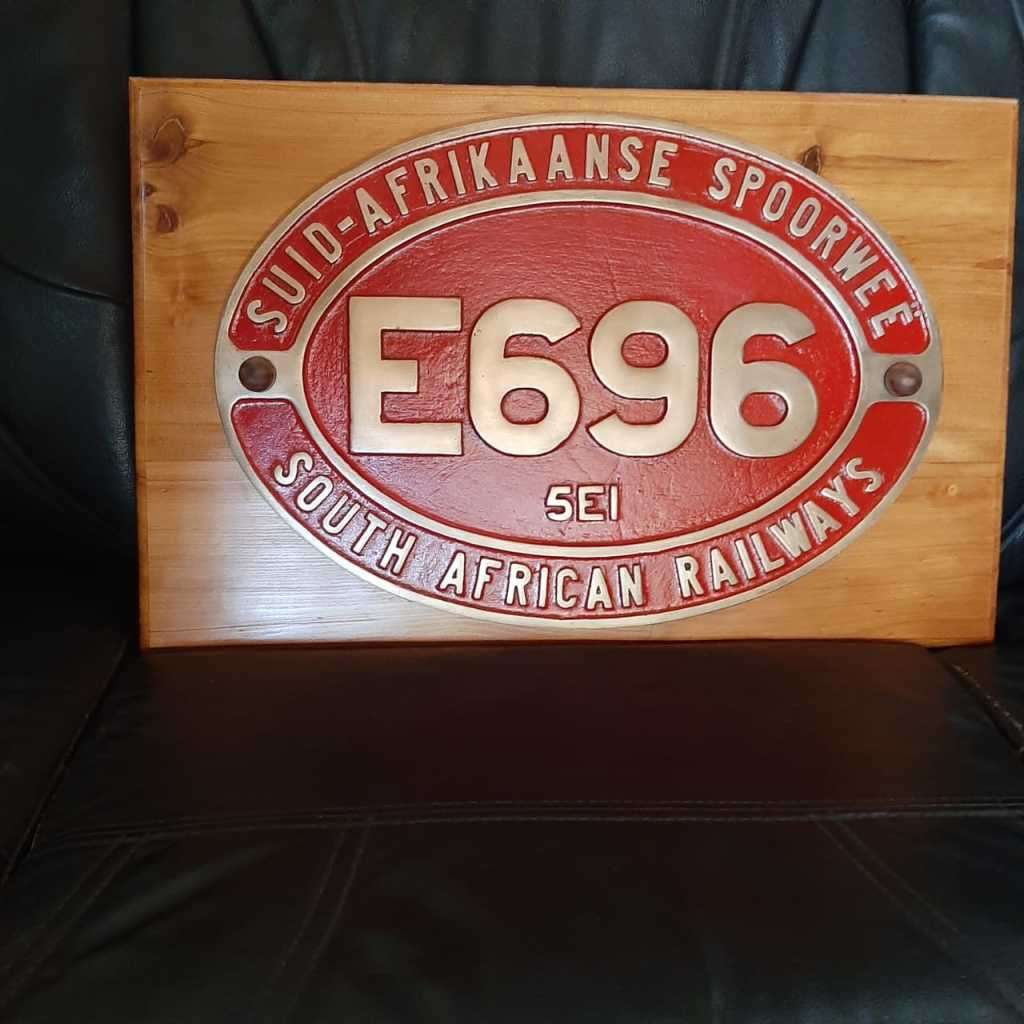 SUID-AFRIKAANSE SPOORWEË
E696
5E1
SOUTH AFRICAN RAILWAYS